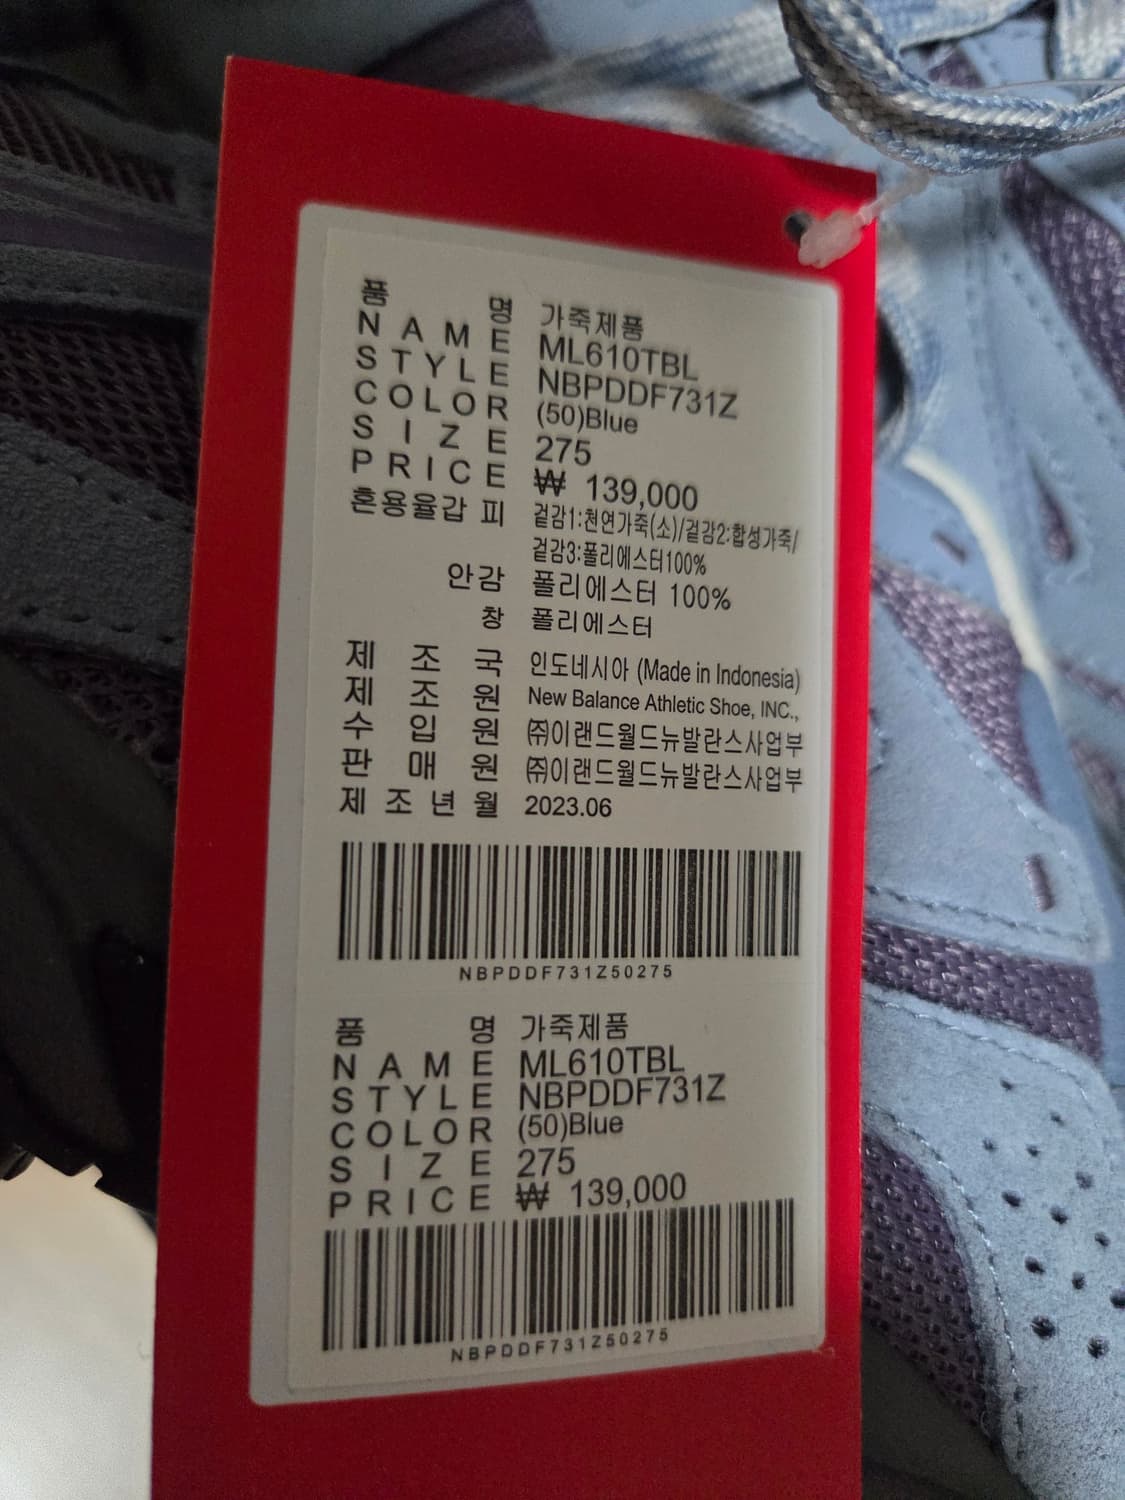 품 명 가죽제품
NAME ML610TBL
STYLE NBPDDF731Z
COLOR (50)Blue
SIZE 275
PRICE ₩ 139,000
혼용율갑 피 겉감1:천연가죽(소)/겉감2:합성가죽/
겉감3:폴리에스터100%
안감 폴리에스터 100%
창 폴리에스터
제 조 국 인도네시아 (Made in Indonesia)
제 조 원 New Balance Athletic Shoe, INC.,
수 입 원 ㈜이랜드월드뉴발란스사업부
판 매 원 ㈜이랜드월드뉴발란스사업부
제 조 년 월 2023.06
NBPDDF731Z50275
품 명 가죽제품
NAME ML610TBL
STYLE NBPDDF731Z
COLOR (50)Blue
SIZE 275
PRICE ₩ 139,000
NBPDDF731Z50275